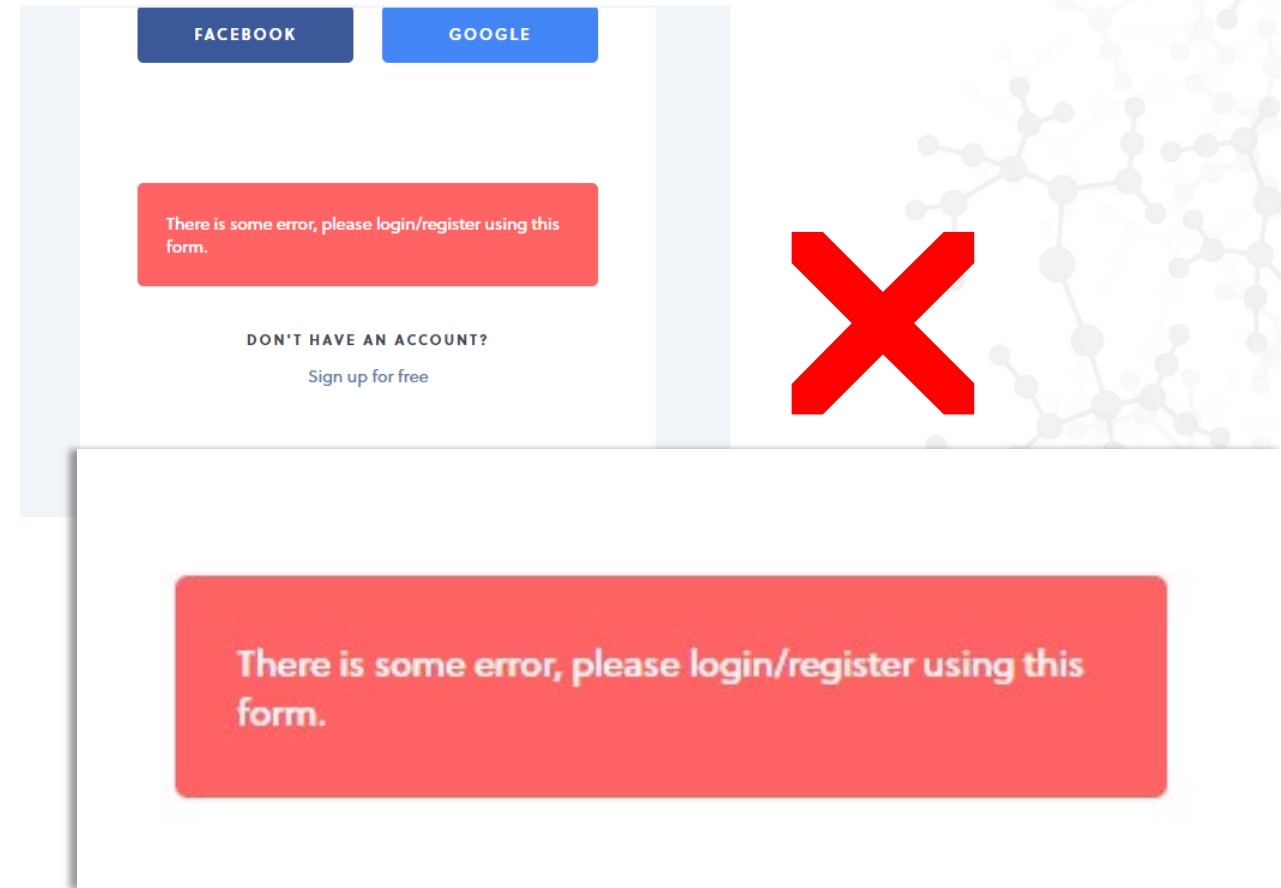 FACEBOOK
GOOGLE
There is some error, please login/register using this
form.
DON'T HAVE AN ACCOUNT?
Sign up for free
There is some error, please login/register using this
form.